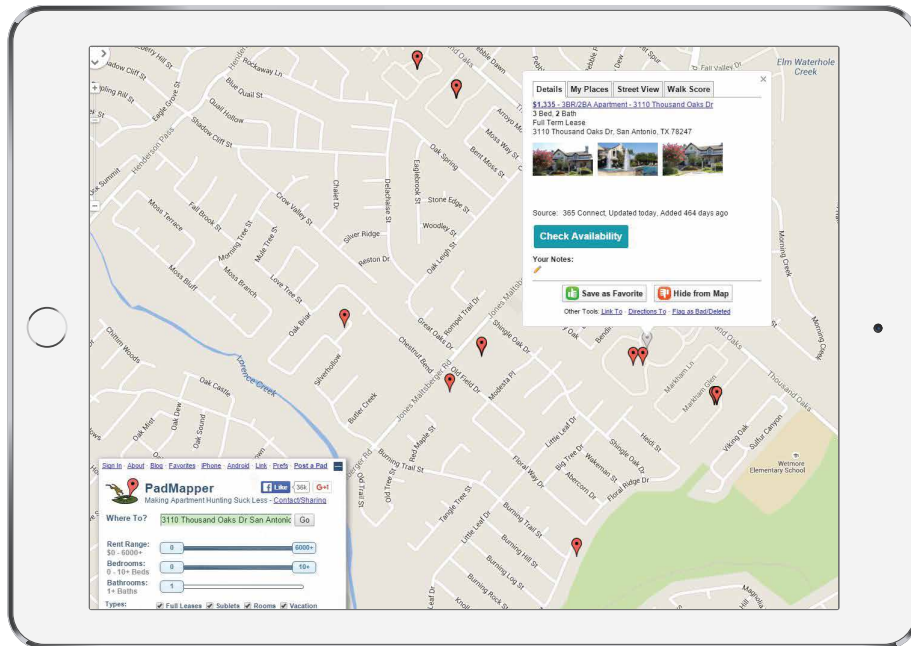 Elm Waterhole
Creek
Rockaway Ln
Blue Quail St
Quail Hollow
Shadow Cliff St
Eagle Grove St
Henderson Pass
Fall Valley Dr
Arroyo
Moss Way St
Bent Moss St
Oak Spring
Eaglebrook St
Delachaise St
Chalet Dr
Stone Edge St
Woodley St
Crow Valley St
Silver Ridge
Reston Dr
Oak Leigh St
Moss Terrace
Fall Brook St
Morning Tree St
Mule Tree St
Moss Bluff
Moss Branch
Love Tree St
Oak Briar
Great Oaks Dr
Rompel Trail Dr
Shingle Oak Dr
Chestnut Bend
Jones Maltsberger Rd
Old Field Dr
Modesta Pl
Silverhollow
Butler Creek
Lorence Creek
Chimm Woods
Oak Castle
Oak Dew
Oak Mist
Oak Sound
Red Maple St
Burning Trail St
Old Tree St
Old Trail St
Tangle Tree St
Little Leaf Dr
Floral Way Dr
Big Tree Dr
Wakeman St
Abercorn Dr
Floral Ridge Dr
Shingle Oak Dr
Heidi St
Little Leaf Dr
Burning Trail St
Burning Hill St
Burning Log St
Burning Rock St
Markham Ln
Markham Glen
Thousand Oaks
Viking Oak
Sulfur Canyon
Morning Creek
Wetmore
Elementary School
Magnolia
Details My Places Street View Walk Score
$1,335 - 3BR/2BA Apartment - 3110 Thousand Oaks Dr
3 Bed, 2 Bath
Full Term Lease
3110 Thousand Oaks Dr, San Antonio, TX 78247
Source: 365 Connect, Updated today. Added 464 days ago
Check Availability
Your Notes:
Save as Favorite Hide from Map
Other Tools: Link To - Directions To - Flag as Bad/Deleted
Sign In - About - Blog - Favorites - iPhone - Android - Link - Prefs - Post a Pad
PadMapper
Like 36k G+1
Making Apartment Hunting Suck Less - Contact/Sharing
Where To? 3110 Thousand Oaks Dr San Antonio Go
Rent Range:
$0 - 6000+
0 6000+
Bedrooms:
0 - 10+ Beds
0 10+
Bathrooms:
1+ Baths
1
Types: Full Leases Sublets Rooms Vacation